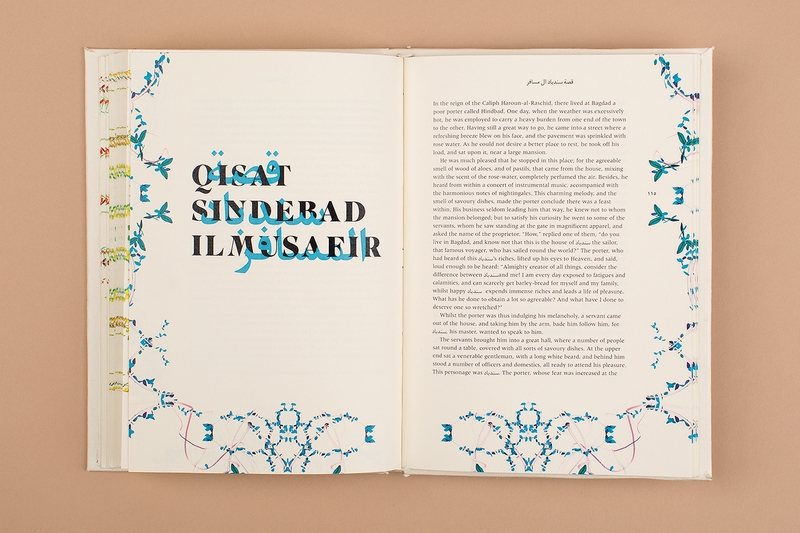 QISAT
SINDEBAD
ILMUSAFIR
قصة
سندباد
المسافر
قصة سندباد ال مسافر
In the reign of the Caliph Haroun-al-Raschid, there lived at Bagdad a
poor porter called Hindbad. One day, when the weather was excessively
hot, he was employed to carry a heavy burden from one end of the town
to the other. Having still a great way to go, he came into a street where a
refreshing breeze blew on his face, and the pavement was sprinkled with
rose water. As he could not desire a better place to rest, he took off his
load, and sat upon it, near a large mansion.
He was much pleased that he stopped in this place; for the agreeable
smell of wood of aloes, and of pastils, that came from the house, mixing
with the scent of the rose-water, completely perfumed the air. Besides, he
heard from within a concert of instrumental music, accompanied with
the harmonious notes of nightingales. This charming melody, and the
smell of savoury dishes, made the porter conclude there was a feast
within. His business seldom leading him that way, he knew not to whom
the mansion belonged; but to satisfy his curiosity he went to some of the
servants, whom he saw standing at the gate in magnificent apparel, and
asked the name of the proprietor. "How," replied one of them, "do you
live in Bagdad, and know not that this is the house of سندباد the sailor,
that famous voyager, who has sailed round the world?" The porter, who
had heard of this سندباد's riches, lifted up his eyes to Heaven, and said,
loud enough to be heard: "Almighty creator of all things, consider the
difference between سندباد and me! I am every day exposed to fatigues and
calamities, and can scarcely get barley-bread for myself and my family,
whilst happy سندباد expends immense riches and leads a life of pleasure.
What has he done to obtain a lot so agreeable? And what have I done to
deserve one so wretched?"
Whilst the porter was thus indulging his melancholy, a servant came
out of the house, and taking him by the arm, bade him follow him, for
سندباد, his master, wanted to speak to him.
The servants brought him into a great hall, where a number of people
sat round a table, covered with all sorts of savoury dishes. At the upper
end sat a venerable gentleman, with a long white beard, and behind him
stood a number of officers and domestics, all ready to attend his pleasure.
This personage was سندباد. The porter, whose fear was increased at the